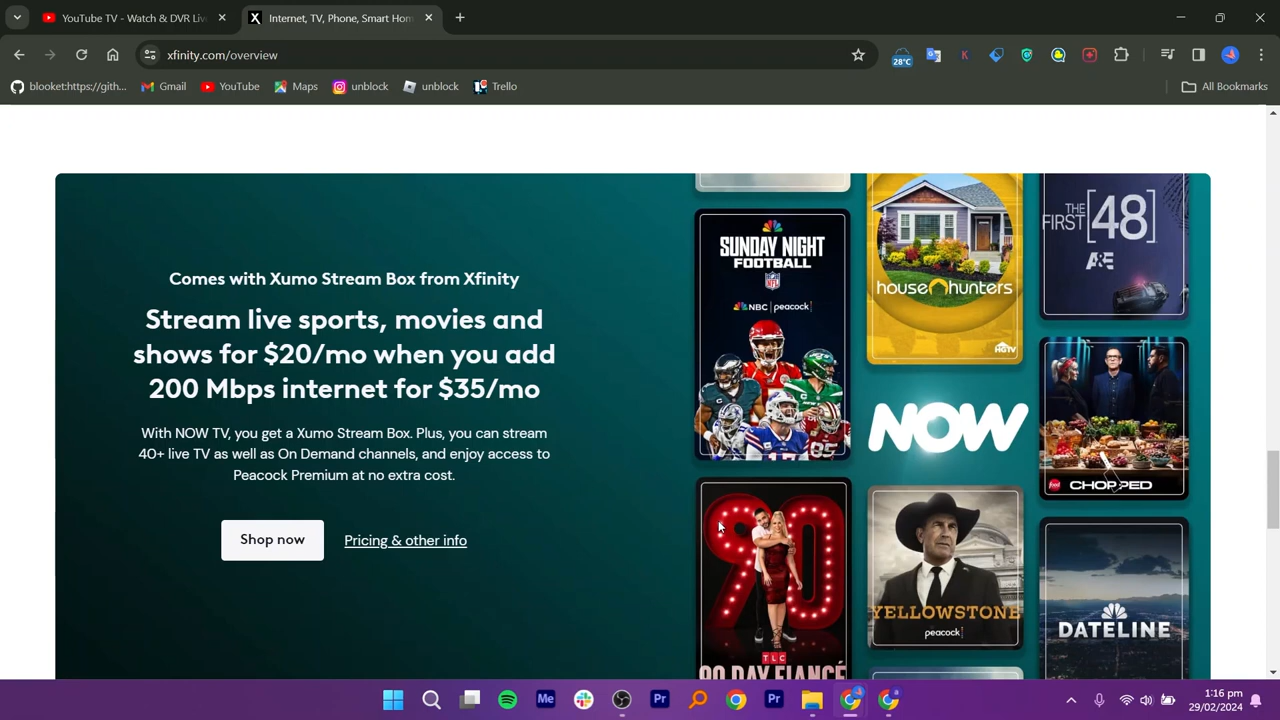 YouTube TV - Watch & DVR Liv
Internet, TV, Phone, Smart Hom
xfinity.com/overview
28°C
blooket:https://gith...
Gmail
YouTube
Maps
unblock
unblock
Trello
All Bookmarks
Comes with Xumo Stream Box from Xfinity
Stream live sports, movies and
shows for $20/mo when you add
200 Mbps internet for $35/mo
With NOW TV, you get a Xumo Stream Box. Plus, you can stream
40+ live TV as well as On Demand channels, and enjoy access to
Peacock Premium at no extra cost.
Shop now
Pricing & other info
SUNDAY NIGHT
FOOTBALL
NFL
NBC | peacock
90
TLC
90 DAY FIANCÉ
house hunters
HGTV
NOW
YELLOWSTONE
peacock
THE
FIRST [48]
A&E
food
CHOPPED
DATELINE
Me
Pr
Pr
1:16 pm
29/02/2024